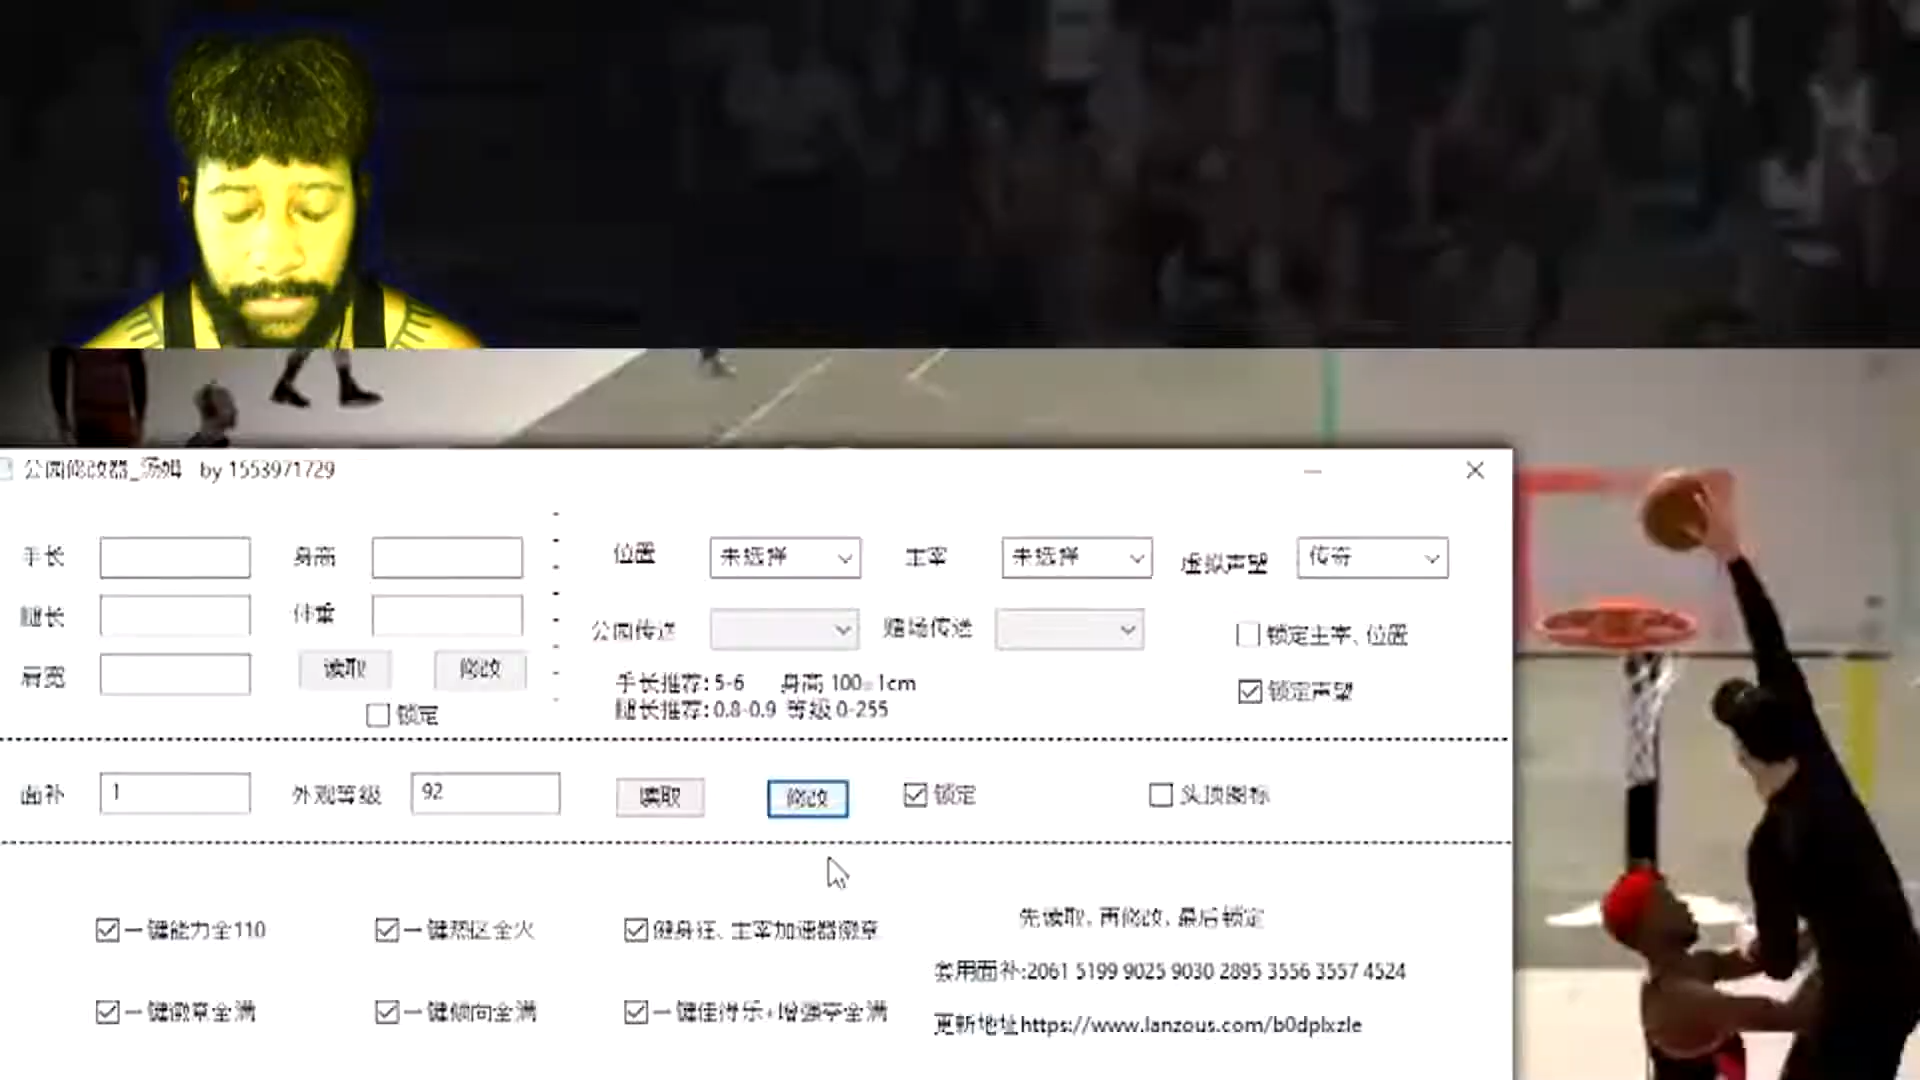 公园修改器_汤姆 by 1553971729
手长 身高 位置 未选择 主宰 未选择 虚拟声望 传奇
腿长 体重 公园传送 赌场传送 锁定主宰、位置
肩宽 读取 修改 手长推荐: 5-6 身高 100=1cm 锁定声望
锁定 腿长推荐: 0.8-0.9 等级 0-255
面补 1 外观等级 92 读取 修改 锁定 头顶图标
一键能力全110 一键热区全火 健身狂、主宰加速器徽章 先读取, 再修改, 最后锁定
套用面补:2061 5199 9025 9030 2895 3556 3557 4524
一键徽章全满 一键倾向全满 一键佳得乐+增强卒全满 更新地址https://www.lanzous.com/b0dplxzle